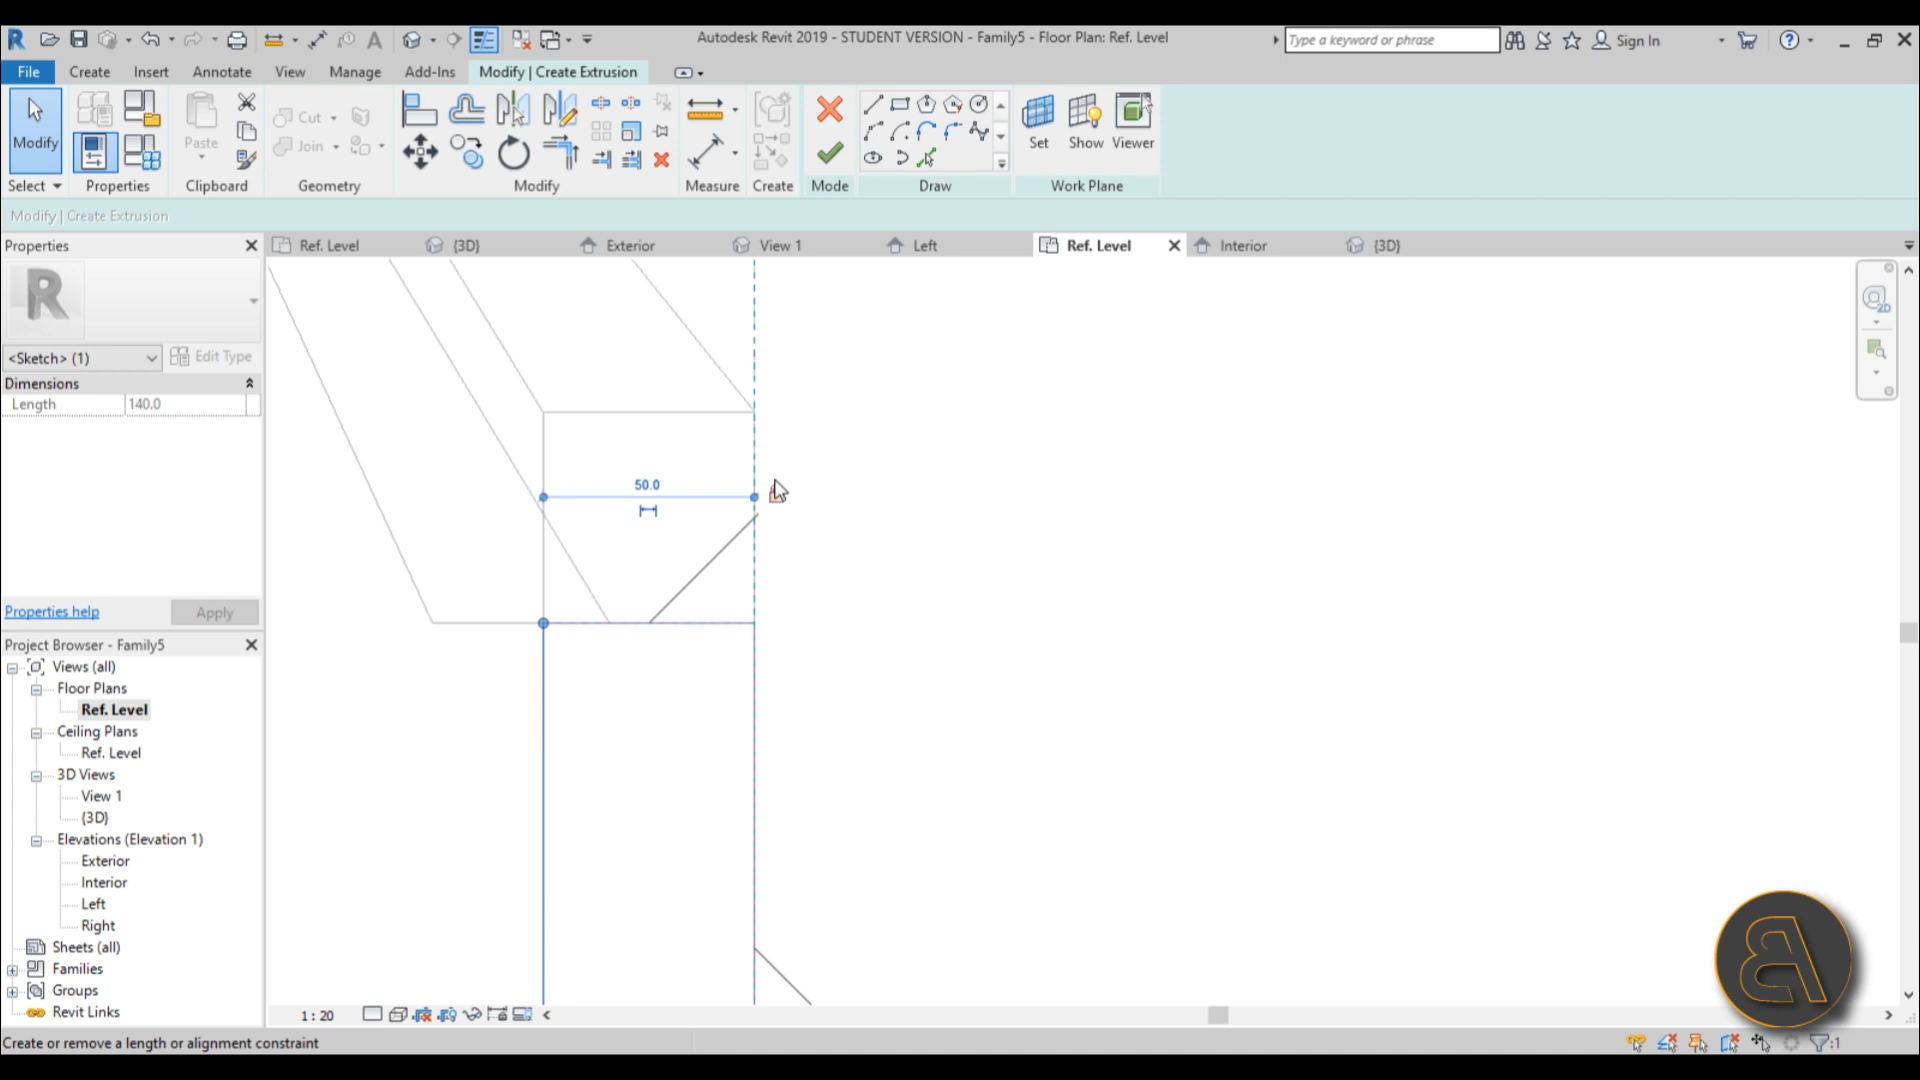 Autodesk Revit 2019 - STUDENT VERSION - Family5 - Floor Plan: Ref. Level
Type a keyword or phrase
Sign In
File
Create
Insert
Annotate
View
Manage
Add-Ins
Modify | Create Extrusion
Modify
Paste
Cut
Join
Set
Show
Viewer
Select
Properties
Clipboard
Geometry
Modify
Measure
Create
Mode
Draw
Work Plane
Modify | Create Extrusion
Properties
Ref. Level
{3D}
Exterior
View 1
Left
Ref. Level
Interior
{3D}
<Sketch> (1)
Edit Type
Dimensions
Length
140.0
50.0
Properties help
Apply
Project Browser - Family5
Views (all)
Floor Plans
Ref. Level
Ceiling Plans
Ref. Level
3D Views
View 1
{3D}
Elevations (Elevation 1)
Exterior
Interior
Left
Right
Sheets (all)
Families
Groups
Revit Links
1 : 20
Create or remove a length or alignment constraint
:1